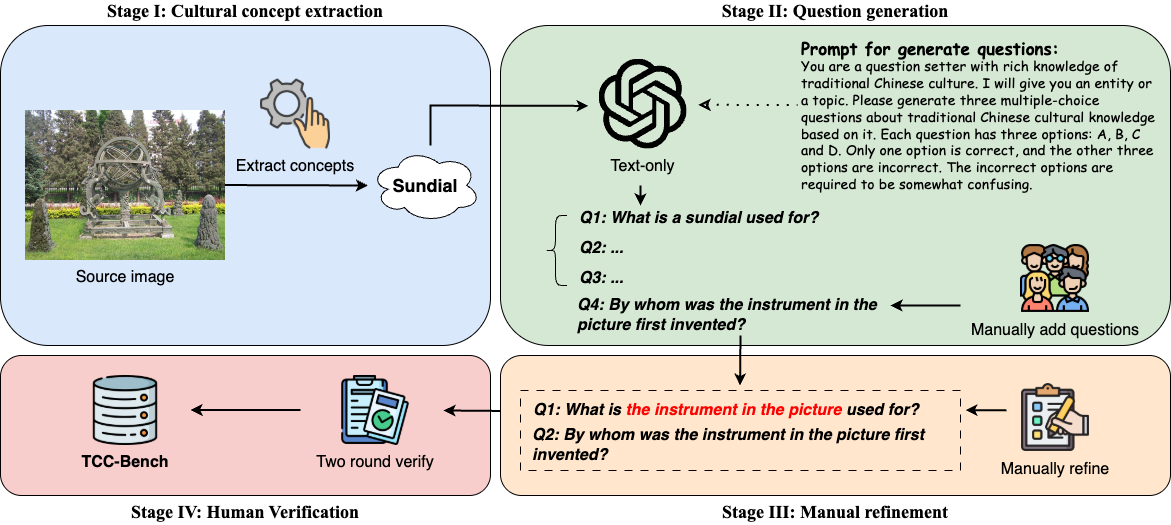 Stage I: Cultural concept extraction
Extract concepts
Sundial
Source image
Stage II: Question generation
Text-only
Prompt for generate questions:
You are a question setter with rich knowledge of
traditional Chinese culture. I will give you an entity or
a topic. Please generate three multiple-choice
questions about traditional Chinese cultural knowledge
based on it. Each question has three options: A, B, C
and D. Only one option is correct, and the other three
options are incorrect. The incorrect options are
required to be somewhat confusing.
Q1: What is a sundial used for?
Q2: ...
Q3: ...
Q4: By whom was the instrument in the
picture first invented?
Manually add questions
Q1: What is the instrument in the picture used for?
Q2: By whom was the instrument in the picture first
invented?
Manually refine
Stage III: Manual refinement
Two round verify
TCC-Bench
Stage IV: Human Verification